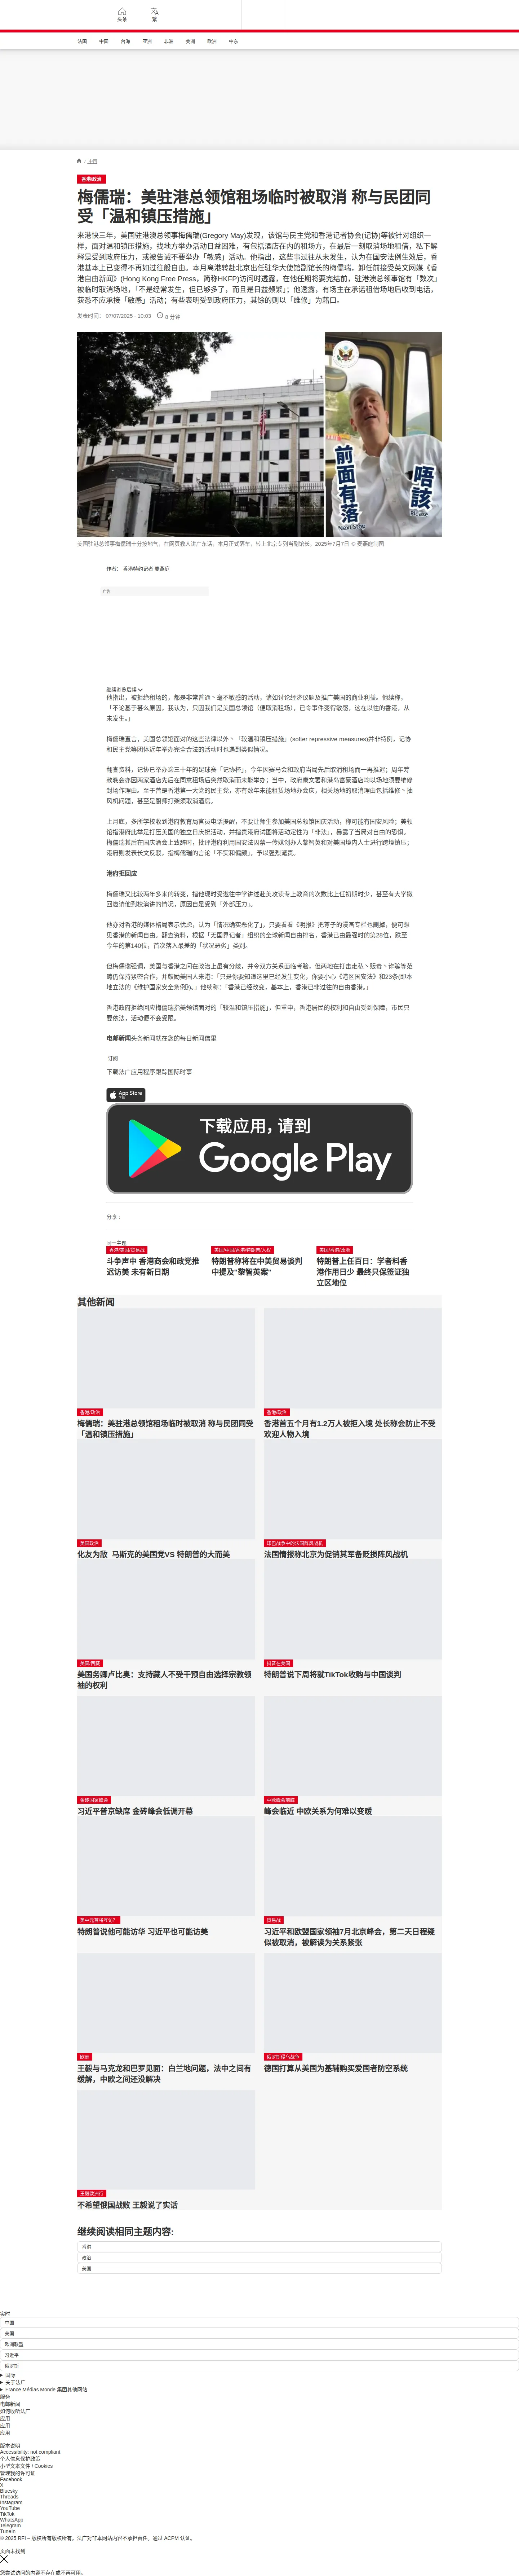 头条
繁
法国 中国 台海 亚洲 非洲 美洲 欧洲 中东
/ 中国
香港/政治
梅儒瑞：美驻港总领馆租场临时被取消 称与民团同受「温和镇压措施」
来港快三年，美国驻港澳总领事梅儒瑞(Gregory May)发现，该馆与民主党和香港记者协会(记协)等被针对组织一样，面对温和镇压措施，找地方举办活动日益困难，有包括酒店在内的租场方，在最后一刻取消场地租借，私下解释是受到政府压力，或被告诫不要举办「敏感」活动。他指出，这些事过往从未发生，认为在国安法例生效后，香港基本上已变得不再如过往般自由。本月离港转赴北京出任驻华大使馆副馆长的梅儒瑞，卸任前接受英文网媒《香港自由新闻》(Hong Kong Free Press，简称HKFP)访问时透露，在他任期将要完结前，驻港澳总领事馆有「数次」被临时取消场地，「不是经常发生，但已够多了，而且是日益频繁」；他透露，有场主在承诺租借场地后收到电话，获悉不应承接「敏感」活动；有些表明受到政府压力，其馀的则以「维修」为藉口。
发表时间： 07/07/2025 - 10:03
8 分钟
前面有落
Next Stop
唔該
Please
美国驻港总领事梅儒瑞十分接地气，在网页教人讲广东话，本月正式落车，转上北京专列当副馆长。2025年7月7日 © 麦燕庭制图
作者： 香港特约记者 麦燕庭
广告
继续浏览后续
他指出，被拒绝租场的，都是非常普通丶毫不敏感的活动，诸如讨论经济议题及推广美国的商业利益。他续称，「不论基于甚么原因，我认为，只因我们是美国总领馆（便取消租场），已令事件变得敏感，这在以往的香港，从未发生。」
梅儒瑞直言，美国总领馆面对的这些法律以外丶「较温和镇压措施」(softer repressive measures)并非特例，记协和民主党等团体近年举办完全合法的活动时也遇到类似情况。
翻查资料，记协已举办逾三十年的足球赛「记协杯」，今年因赛马会和政府当局先后取消租场而一再推迟；周年筹款晚会亦因两家酒店先后在同意租场后突然取消而未能举办；当中，政府康文署和港岛富豪酒店均以场地须要维修封场作理由。至于曾是香港第一大党的民主党，亦有数年未能租赁场地办会庆，相关场地的取消理由包括维修丶抽风机问题，甚至是厨师打架须取消酒席。
上月底，多所学校收到港府教育局官员电话提醒，不要让师生参加美国总领馆国庆活动，称可能有国安风险；美领馆指港府此举是打压美国的独立日庆祝活动，并指责港府试图将活动定性为「非法」，暴露了当局对自由的恐惧。梅儒瑞其后在国庆酒会上致辞时，批评港府利用国安法囚禁一传媒创办人黎智英和对美国境内人士进行跨境镇压；港府则发表长文反驳，指梅儒瑞的言论「不实和偏颇」，予以强烈谴责。
港府拒回应
梅儒瑞又比较两年多来的转变，指他现时受邀往中学讲述赴美攻读专上教育的次数比上任初期时少，甚至有大学撤回邀请他到校演讲的情况，原因自是受到「外部压力」。
他亦对香港的媒体格局表示忧虑，认为「情况确实恶化了」，只要看看《明报》把尊子的漫画专栏也删掉，便可想见香港的新闻自由。翻查资料，根据「无国界记者」组织的全球新闻自由排名，香港已由最强时的第28位，跌至今年的第140位，首次落入最差的「状况恶劣」类别。
但梅儒瑞强调，美国与香港之间在政治上虽有分歧，并令双方关系面临考验，但两地在打击走私丶贩毒丶诈骗等范畴仍保持紧密合作，并鼓励美国人来港:「只是你要知道这里已经发生变化，你要小心《港区国安法》和23条(即本地立法的《维护国家安全条例》)。」他续称：「香港已经改变，基本上，香港已非过往的自由香港。」
香港政府拒绝回应梅儒瑞指美领馆面对的「较温和镇压措施」，但重申，香港居民的权利和自由受到保障，市民只要依法，活动便不会受限。
电邮新闻头条新闻就在您的每日新闻信里
订阅
下载法广应用程序跟踪国际时事
App Store
下载
下载应用，请到
Google Play
分享 :
同一主题
香港/美国/贸易战
斗争声中 香港商会和政党推迟访美 未有新日期
美国/中国/香港/特朗普/人权
特朗普称将在中美贸易谈判中提及“黎智英案”
美国/香港/政治
特朗普上任百日：学者料香港作用日少 最终只保签证独立区地位
其他新闻
香港/政治
梅儒瑞：美驻港总领馆租场临时被取消 称与民团同受「温和镇压措施」
香港/政治
香港首五个月有1.2万人被拒入境 处长称会防止不受欢迎人物入境
美国政治
化友为敌 马斯克的美国党VS 特朗普的大而美
印巴战争中的法国阵风战机
法国情报称北京为促销其军备贬损阵风战机
美国/西藏
美国务卿卢比奥：支持藏人不受干预自由选择宗教领袖的权利
抖音在美国
特朗普说下周将就TikTok收购与中国谈判
金砖国家峰会
习近平普京缺席 金砖峰会低调开幕
中欧峰会前瞻
峰会临近 中欧关系为何难以变暖
美中元首将互访?
特朗普说他可能访华 习近平也可能访美
贸易战
习近平和欧盟国家领袖7月北京峰会，第二天日程疑似被取消，被解读为关系紧张
欧洲
王毅与马克龙和巴罗见面：白兰地问题，法中之间有缓解，中欧之间还没解决
俄罗斯侵乌战争
德国打算从美国为基辅购买爱国者防空系统
王毅欧洲行
不希望俄国战败 王毅说了实话
继续阅读相同主题内容:
香港
政治
美国
实时
中国
美国
欧洲联盟
习近平
俄罗斯
国际
关于法广
France Médias Monde 集团其他网站
服务
电邮新闻
如何收听法广
应用
应用
应用
版本说明
Accessibility: not compliant
个人信息保护政策
小型文本文件 / Cookies
管理我的许可证
Facebook
X
Bluesky
Threads
Instagram
YouTube
TikTok
WhatsApp
Telegram
TuneIn
© 2025 RFI – 版权所有版权所有。法广对非本网站内容不承担责任。通过 ACPM 认证。
页面未找到
您尝试访问的内容不存在或不再可用。